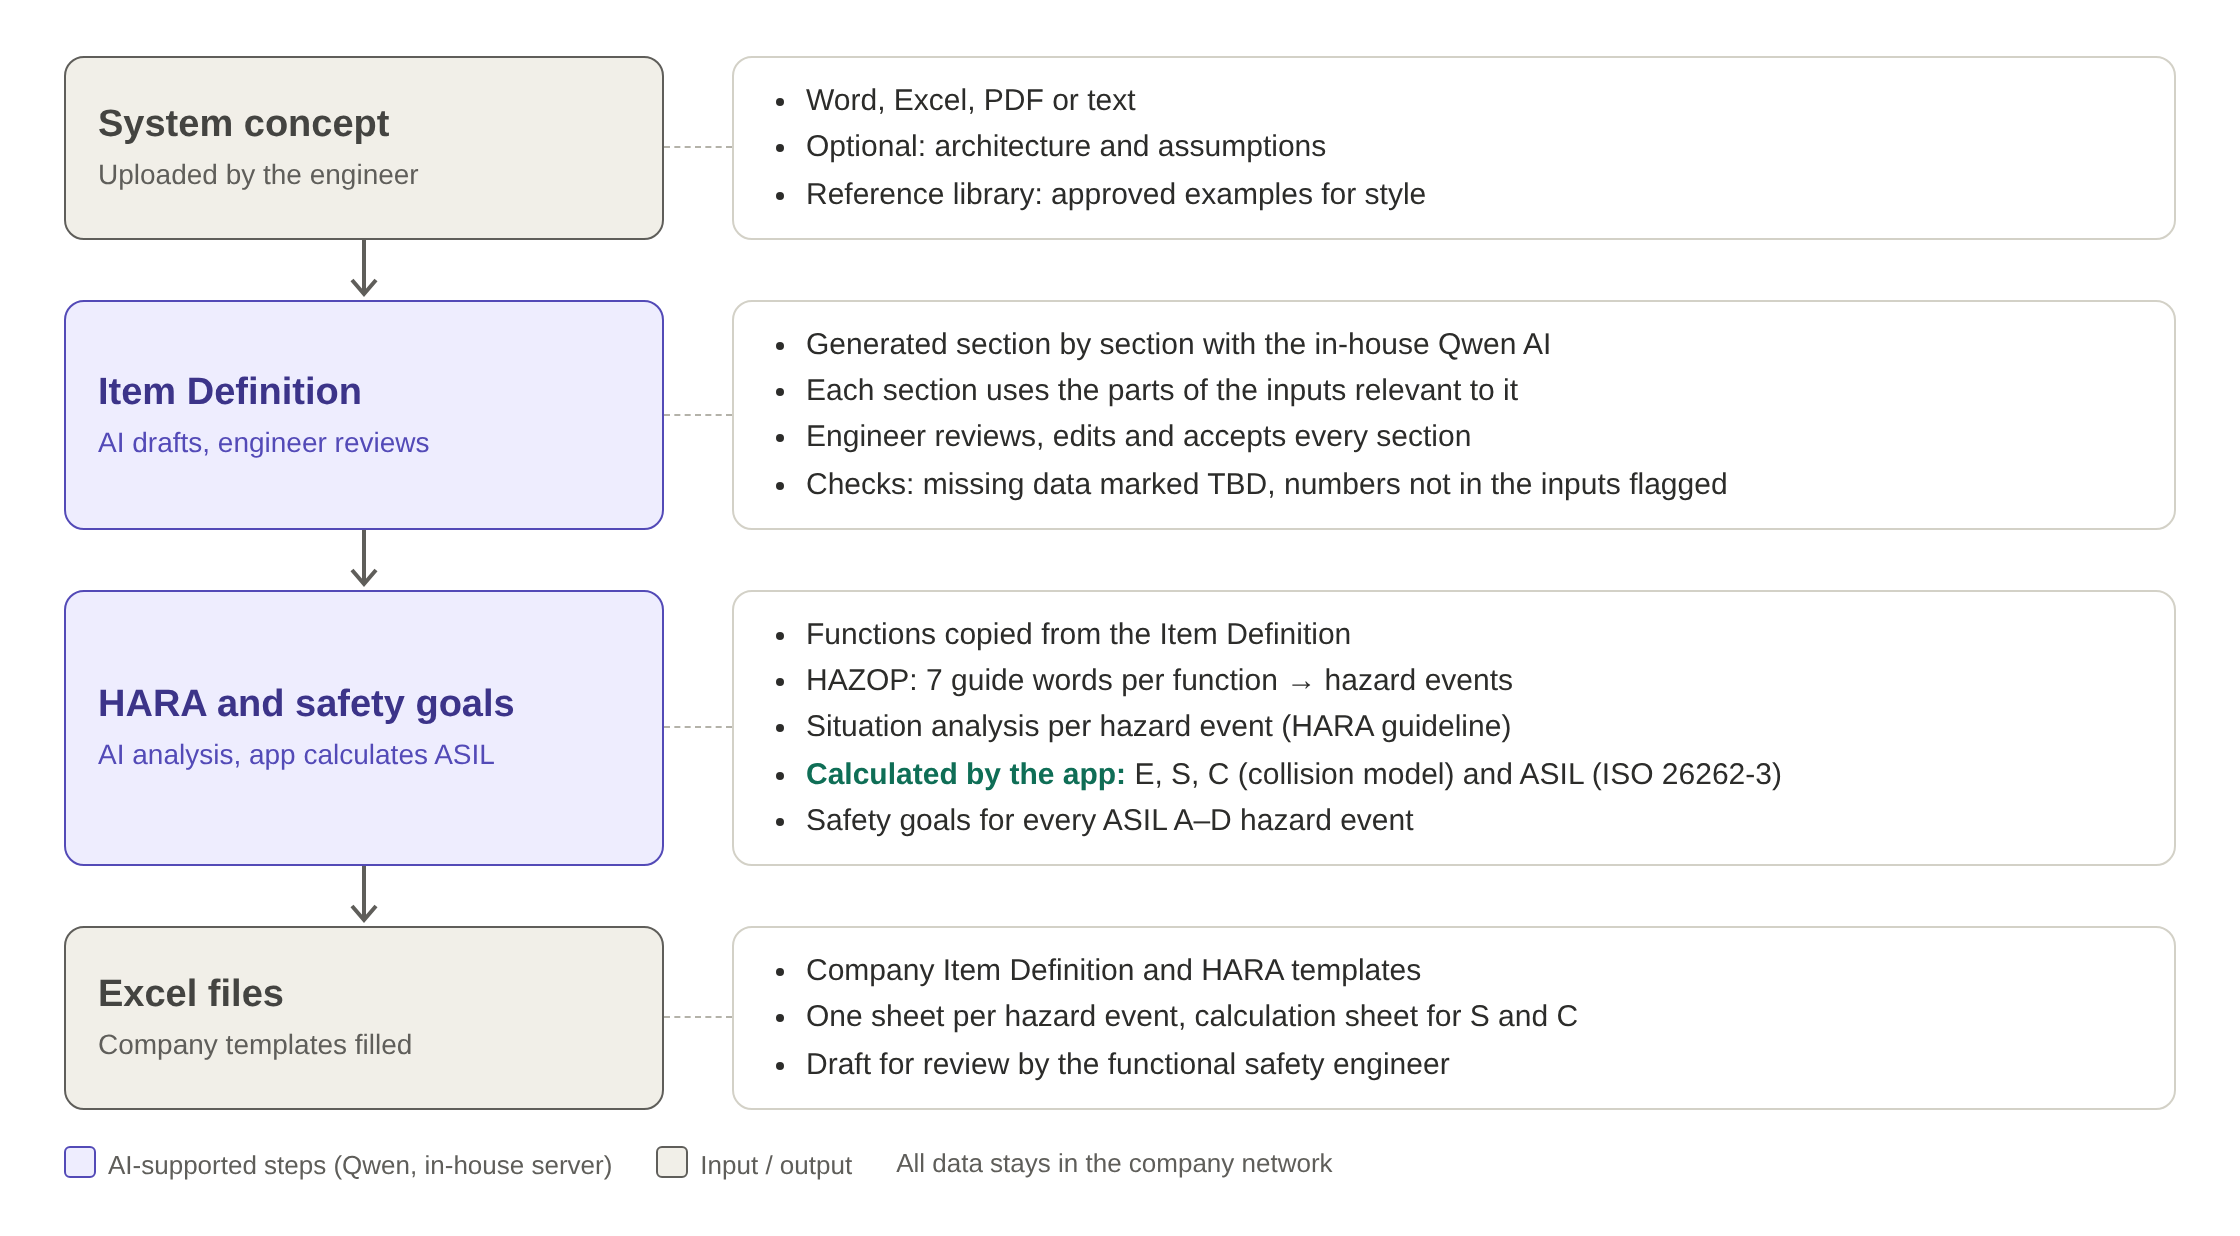 System concept
Uploaded by the engineer
• Word, Excel, PDF or text
• Optional: architecture and assumptions
• Reference library: approved examples for style
Item Definition
AI drafts, engineer reviews
• Generated section by section with the in-house Qwen AI
• Each section uses the parts of the inputs relevant to it
• Engineer reviews, edits and accepts every section
• Checks: missing data marked TBD, numbers not in the inputs flagged
HARA and safety goals
AI analysis, app calculates ASIL
• Functions copied from the Item Definition
• HAZOP: 7 guide words per function → hazard events
• Situation analysis per hazard event (HARA guideline)
• Calculated by the app: E, S, C (collision model) and ASIL (ISO 26262-3)
• Safety goals for every ASIL A–D hazard event
Excel files
Company templates filled
• Company Item Definition and HARA templates
• One sheet per hazard event, calculation sheet for S and C
• Draft for review by the functional safety engineer
AI-supported steps (Qwen, in-house server)
Input / output
All data stays in the company network